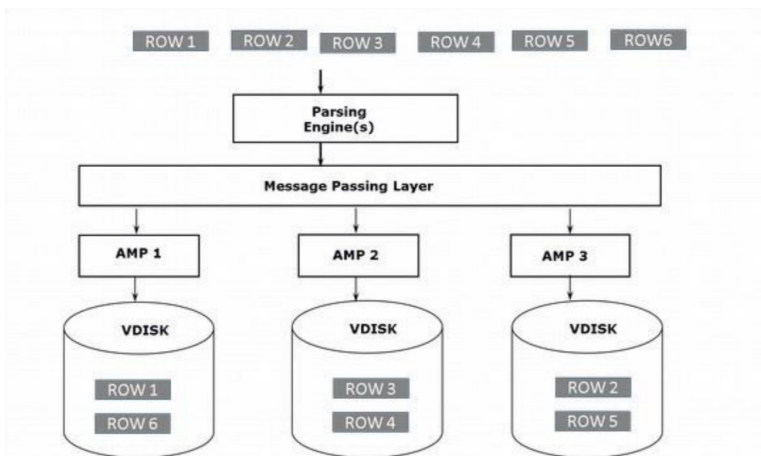 ROW 1 ROW 2 ROW 3 ROW 4 ROW 5 ROW6
Parsing
Engine(s)
Message Passing Layer
AMP 1 AMP 2 AMP 3
VDISK VDISK VDISK
ROW 1 ROW 3 ROW 2
ROW 6 ROW 4 ROW 5